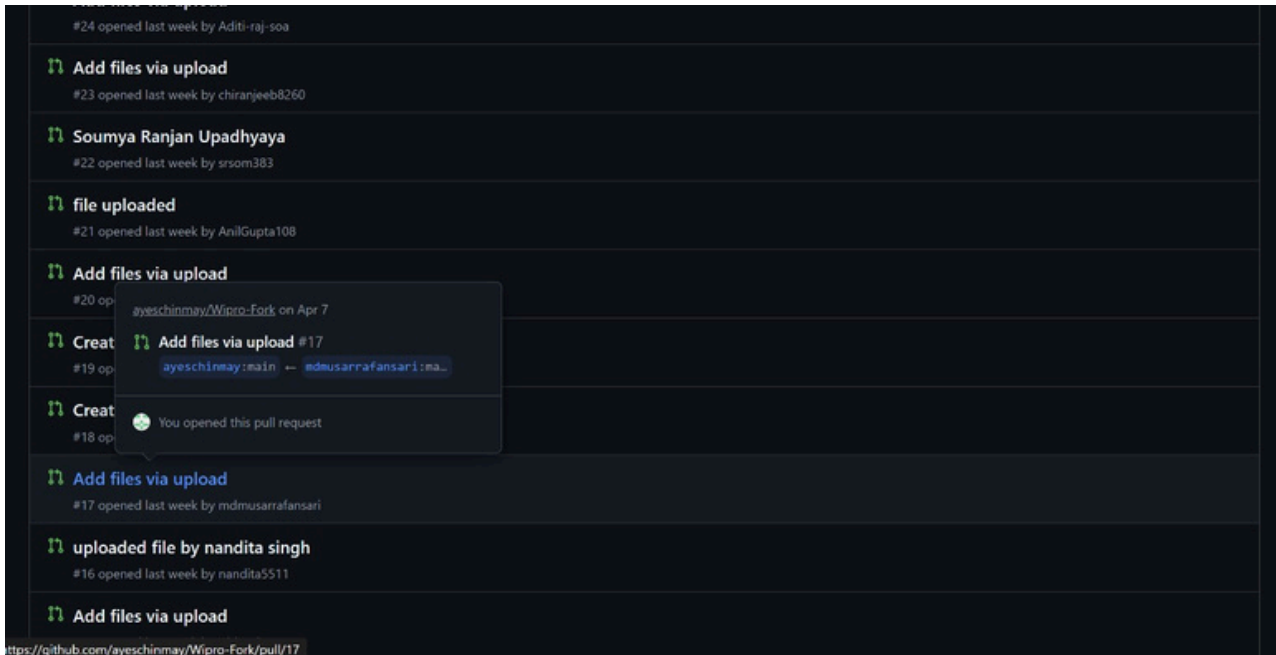 Add files via upload
#24 opened last week by Aditi-raj-soa
Add files via upload
#23 opened last week by chiranjeeb8260
Soumya Ranjan Upadhyaya
#22 opened last week by srsom383
file uploaded
#21 opened last week by AnilGupta108
Add files via upload
#20 op
ayeschinmay/Wipro-Fork on Apr 7
Add files via upload #17
ayeschinmay:main ← mdmusarrafansari:ma…
You opened this pull request
Creat
#19 op
Creat
#18 op
Add files via upload
#17 opened last week by mdmusarrafansari
uploaded file by nandita singh
#16 opened last week by nandita5511
Add files via upload
ttps://github.com/ayeschinmay/Wipro-Fork/pull/17